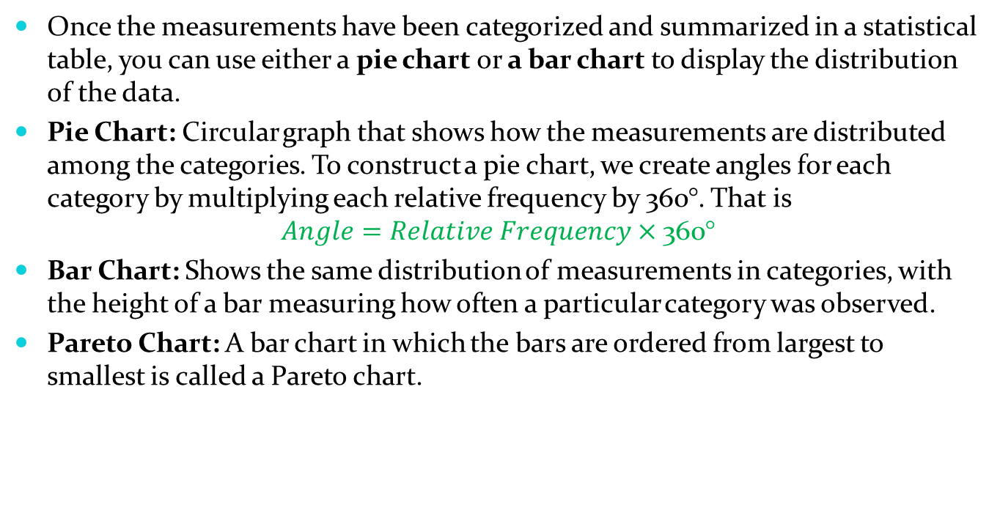 • Once the measurements have been categorized and summarized in a statistical
table, you can use either a pie chart or a bar chart to display the distribution
of the data.
• Pie Chart: Circular graph that shows how the measurements are distributed
among the categories. To construct a pie chart, we create angles for each
category by multiplying each relative frequency by 360°. That is
Angle = Relative Frequency × 360°
• Bar Chart: Shows the same distribution of measurements in categories, with
the height of a bar measuring how often a particular category was observed.
• Pareto Chart: A bar chart in which the bars are ordered from largest to
smallest is called a Pareto chart.